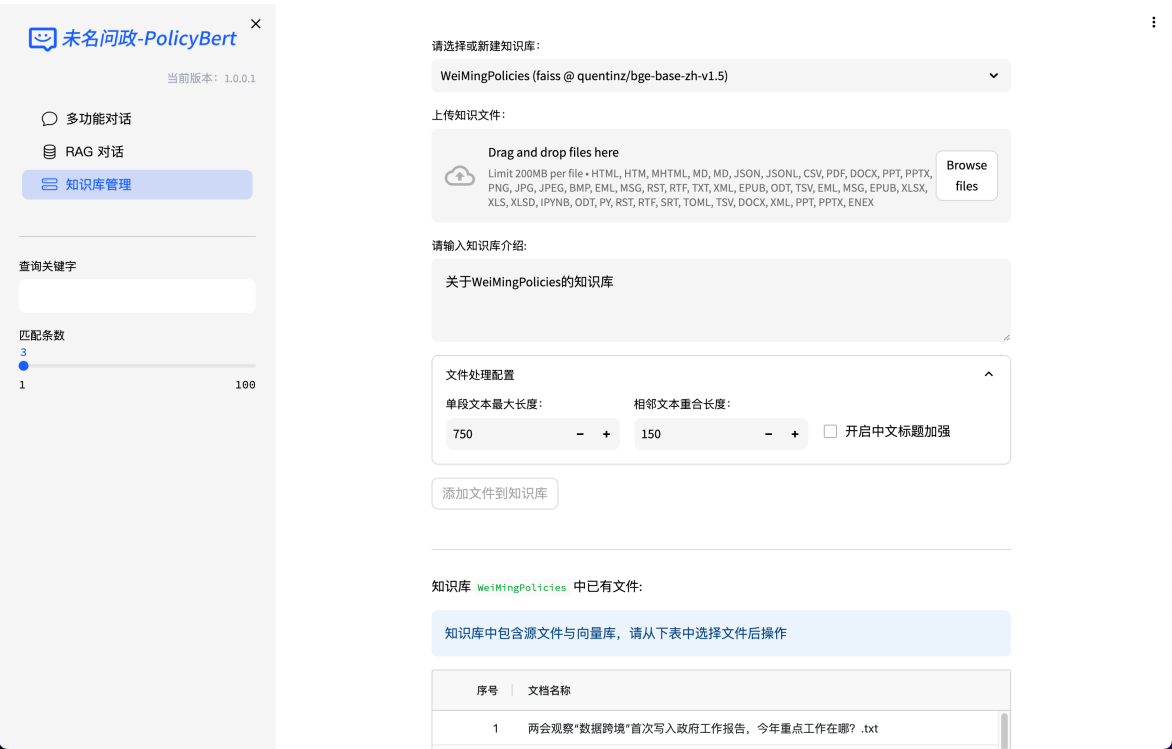 未名问政-PolicyBert
当前版本：1.0.0.1
多功能对话
RAG 对话
知识库管理
查询关键字
匹配条数
3
1
100
请选择或新建知识库：
WeiMingPolicies (faiss @ quentinz/bge-base-zh-v1.5)
上传知识文件：
Drag and drop files here
Limit 200MB per file • HTML, HTM, MHTML, MD, MD, JSON, JSONL, CSV, PDF, DOCX, PPT, PPTX,
PNG, JPG, JPEG, BMP, EML, MSG, RST, RTF, TXT, XML, EPUB, ODT, TSV, EML, MSG, EPUB, XLSX,
XLS, XLSD, IPYNB, ODT, PY, RST, RTF, SRT, TOML, TSV, DOCX, XML, PPT, PPTX, ENEX
Browse
files
请输入知识库介绍:
关于WeiMingPolicies的知识库
文件处理配置
单段文本最大长度：
相邻文本重合长度：
750
150
开启中文标题加强
添加文件到知识库
知识库 WeiMingPolicies 中已有文件:
知识库中包含源文件与向量库，请从下表中选择文件后操作
序号
文档名称
1
两会观察“数据跨境”首次写入政府工作报告，今年重点工作在哪？.txt